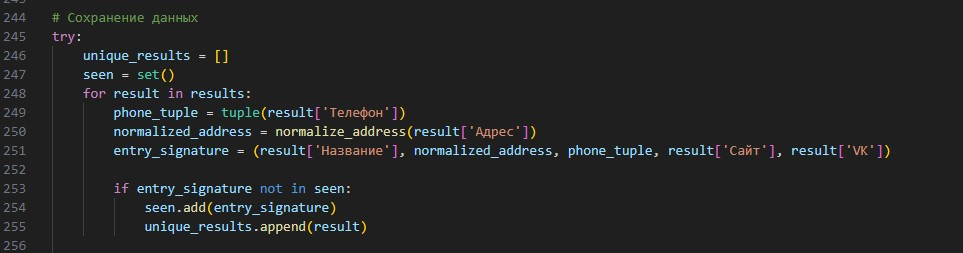 244 # Сохранение данных
245 try:
246 unique_results = []
247 seen = set()
248 for result in results:
249 phone_tuple = tuple(result['Телефон'])
250 normalized_address = normalize_address(result['Адрес'])
251 entry_signature = (result['Название'], normalized_address, phone_tuple, result['Сайт'], result['VK'])
252
253 if entry_signature not in seen:
254 seen.add(entry_signature)
255 unique_results.append(result)
256